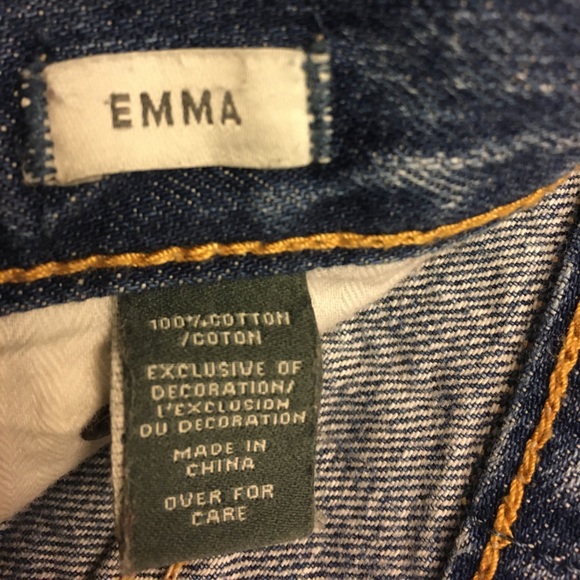 EMMA
100% COTTON
/COTON
EXCLUSIVE OF
DECORATION/
L'EXCLUSION
DU DECORATION
MADE IN
CHINA
OVER FOR
CARE